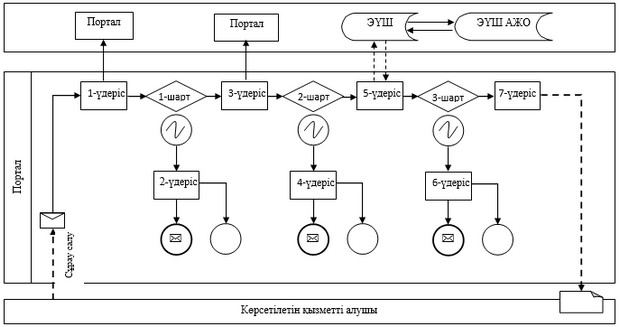 Портал
Портал
ЭҮШ
ЭҮШ АЖО
Портал
1-үдеріс
1-шарт
3-үдеріс
2-шарт
5-үдеріс
3-шарт
7-үдеріс
2-үдеріс
4-үдеріс
6-үдеріс
Сұрау салу
Көрсетілетін қызметті алушы